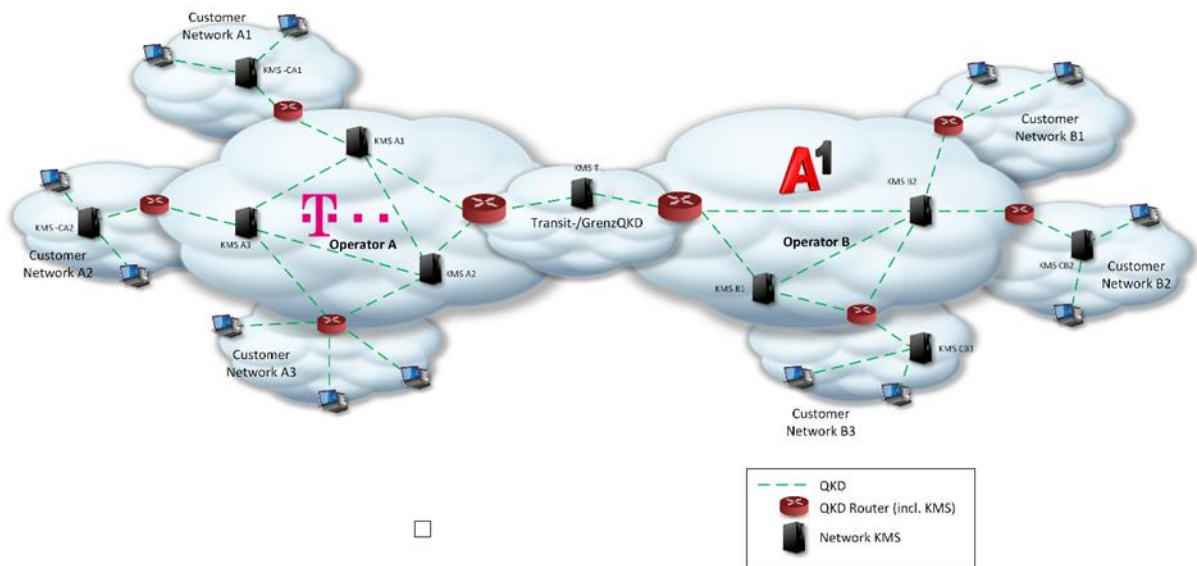 Customer
Network A1
KMS -CA1
KMS A1
T
KMS -CA2
Customer
Network A2
KMS A3
Operator A
KMS A2
Customer
Network A3
KMS T
Transit-/GrenzQKD
A1
KMS B2
Operator B
KMS B1
Customer
Network B1
KMS CB2
Customer
Network B2
KMS CB3
Customer
Network B3
QKD
QKD Router (incl. KMS)
Network KMS